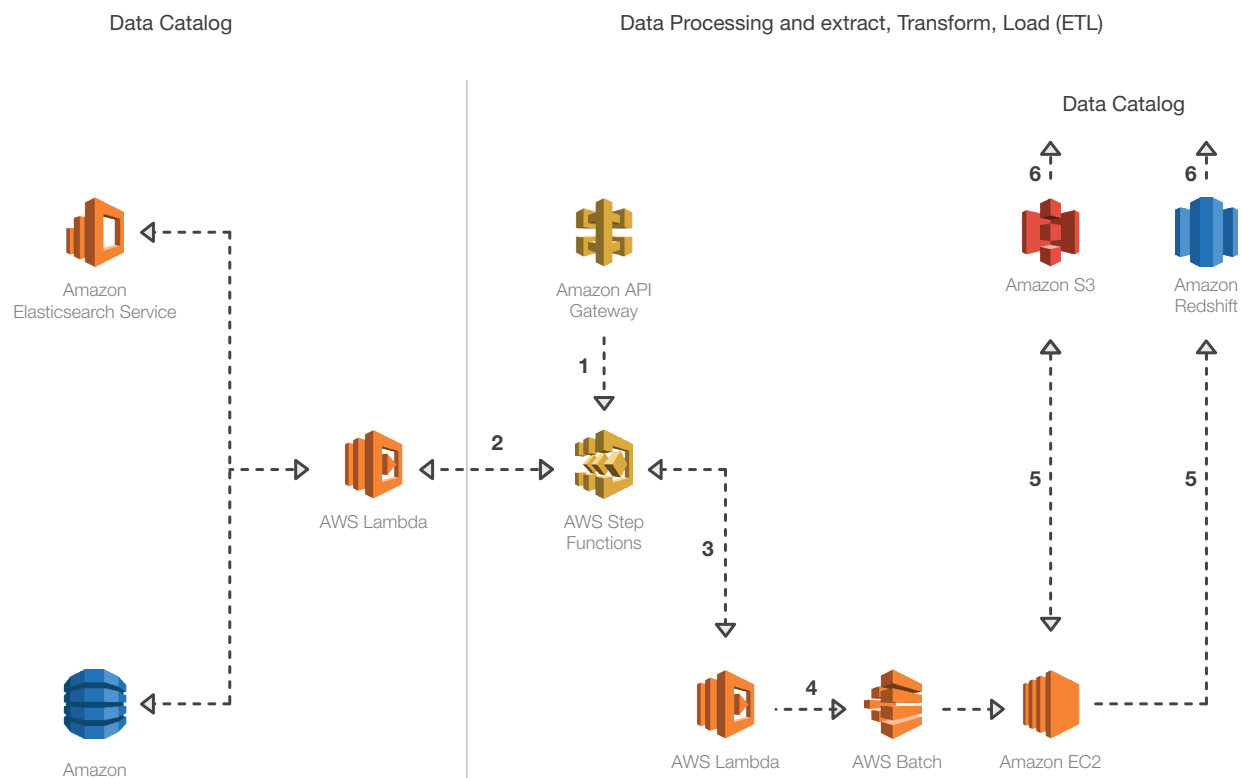 Data Catalog
Data Processing and extract, Transform, Load (ETL)
Data Catalog
6
6
Amazon
Elasticsearch Service
Amazon API
Gateway
Amazon S3
Amazon
Redshift
1
2
AWS Lambda
AWS Step
Functions
3
5
5
4
Amazon
AWS Lambda
AWS Batch
Amazon EC2